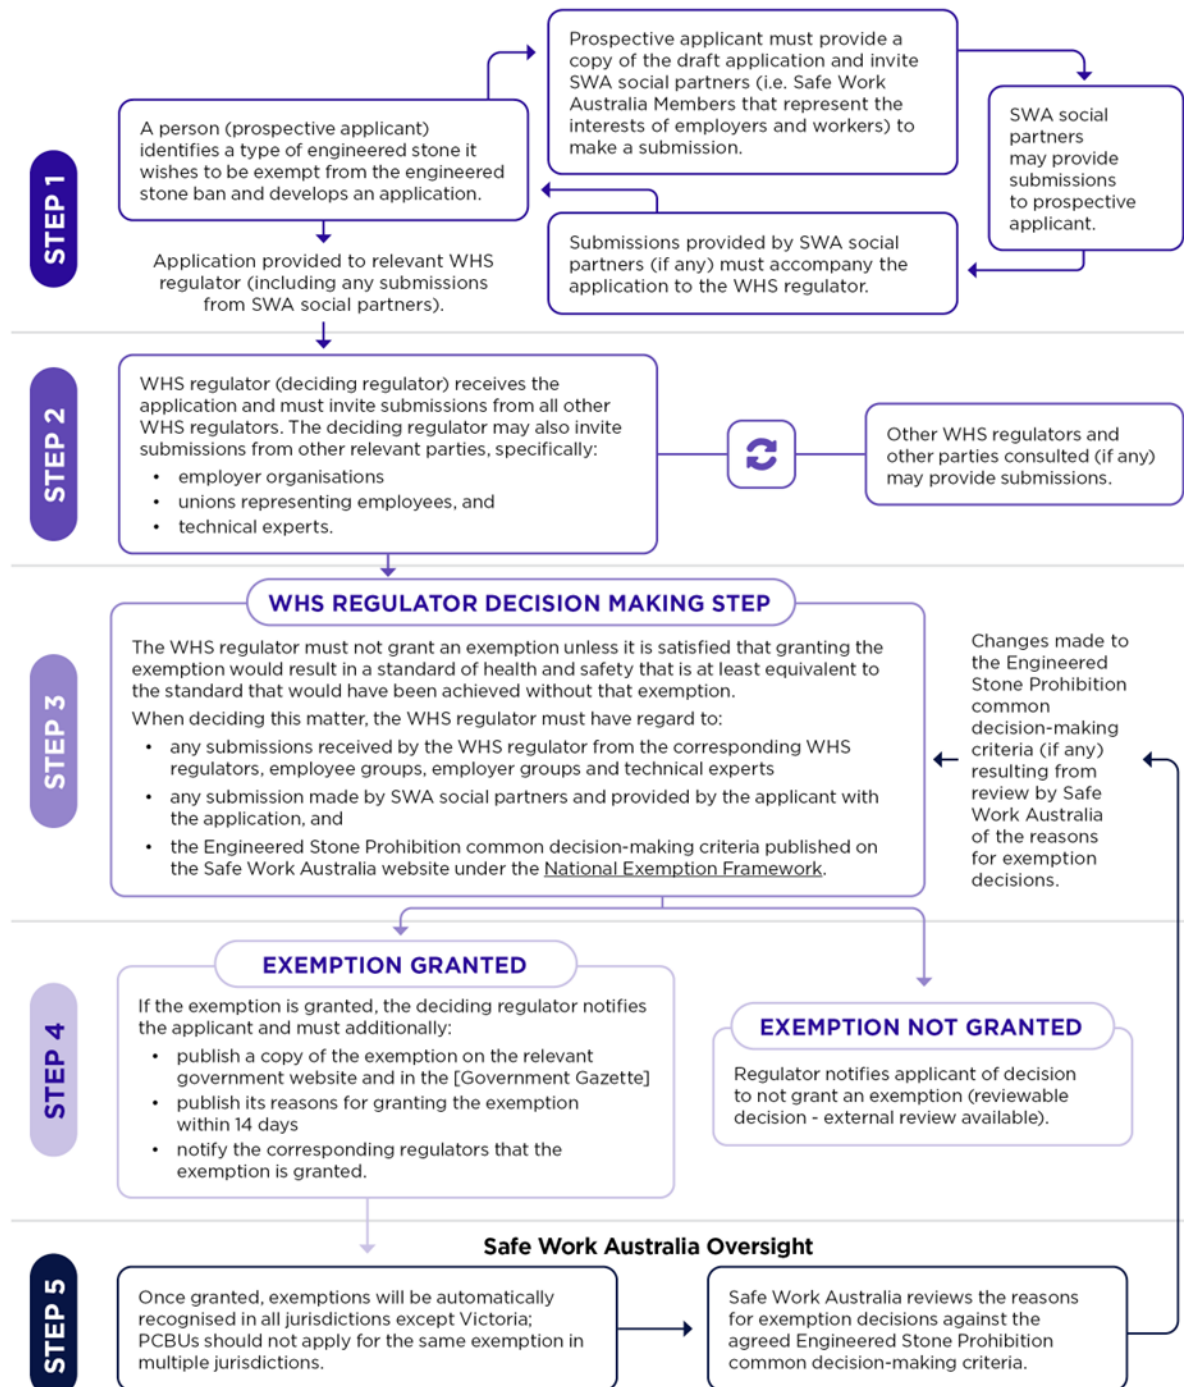 STEP 1
A person (prospective applicant)
identifies a type of engineered stone it
wishes to be exempt from the engineered
stone ban and develops an application.
Prospective applicant must provide a
copy of the draft application and invite
SWA social partners (i.e. Safe Work
Australia Members that represent the
interests of employers and workers) to
make a submission.
SWA social
partners
may provide
submissions
to prospective
applicant.
Submissions provided by SWA social
partners (if any) must accompany the
application to the WHS regulator.
Application provided to relevant WHS
regulator (including any submissions
from SWA social partners).
STEP 2
WHS regulator (deciding regulator) receives the
application and must invite submissions from all other
WHS regulators. The deciding regulator may also invite
submissions from other relevant parties, specifically:
• employer organisations
• unions representing employees, and
• technical experts.
Other WHS regulators and
other parties consulted (if any)
may provide submissions.
STEP 3
WHS REGULATOR DECISION MAKING STEP
The WHS regulator must not grant an exemption unless it is satisfied that granting the
exemption would result in a standard of health and safety that is at least equivalent to
the standard that would have been achieved without that exemption.
When deciding this matter, the WHS regulator must have regard to:
• any submissions received by the WHS regulator from the corresponding WHS
regulators, employee groups, employer groups and technical experts
• any submission made by SWA social partners and provided by the applicant with
the application, and
• the Engineered Stone Prohibition common decision-making criteria published on
the Safe Work Australia website under the National Exemption Framework.
Changes made to
the Engineered
Stone Prohibition
common
decision-making
criteria (if any)
resulting from
review by Safe
Work Australia
of the reasons
for exemption
decisions.
STEP 4
EXEMPTION GRANTED
If the exemption is granted, the deciding regulator notifies
the applicant and must additionally:
• publish a copy of the exemption on the relevant
government website and in the [Government Gazette]
• publish its reasons for granting the exemption
within 14 days
• notify the corresponding regulators that the
exemption is granted.
EXEMPTION NOT GRANTED
Regulator notifies applicant of decision
to not grant an exemption (reviewable
decision - external review available).
STEP 5
Safe Work Australia Oversight
Once granted, exemptions will be automatically
recognised in all jurisdictions except Victoria;
PCBUs should not apply for the same exemption in
multiple jurisdictions.
Safe Work Australia reviews the reasons
for exemption decisions against the
agreed Engineered Stone Prohibition
common decision-making criteria.